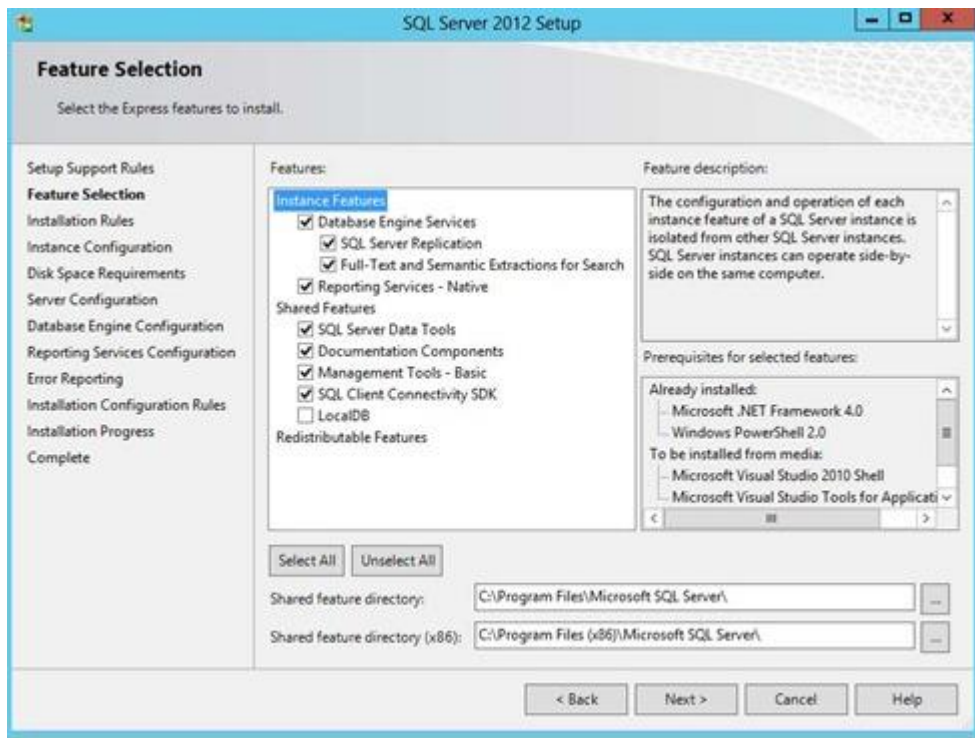 SQL Server 2012 Setup
Feature Selection
Select the Express features to install.
Setup Support Rules
Feature Selection
Installation Rules
Instance Configuration
Disk Space Requirements
Server Configuration
Database Engine Configuration
Reporting Services Configuration
Error Reporting
Installation Configuration Rules
Installation Progress
Complete
Features:
Instance Features
Database Engine Services
SQL Server Replication
Full-Text and Semantic Extractions for Search
Reporting Services - Native
Shared Features
SQL Server Data Tools
Documentation Components
Management Tools - Basic
SQL Client Connectivity SDK
LocalDB
Redistributable Features
Feature description:
The configuration and operation of each
instance feature of a SQL Server instance is
isolated from other SQL Server instances.
SQL Server instances can operate side-by-
side on the same computer.
Prerequisites for selected features:
Already installed:
Microsoft .NET Framework 4.0
Windows PowerShell 2.0
To be installed from media:
Microsoft Visual Studio 2010 Shell
Microsoft Visual Studio Tools for Applicati
Select All
Unselect All
Shared feature directory:
C:\Program Files\Microsoft SQL Server\
...
Shared feature directory (x86):
C:\Program Files (x86)\Microsoft SQL Server\
...
< Back
Next >
Cancel
Help